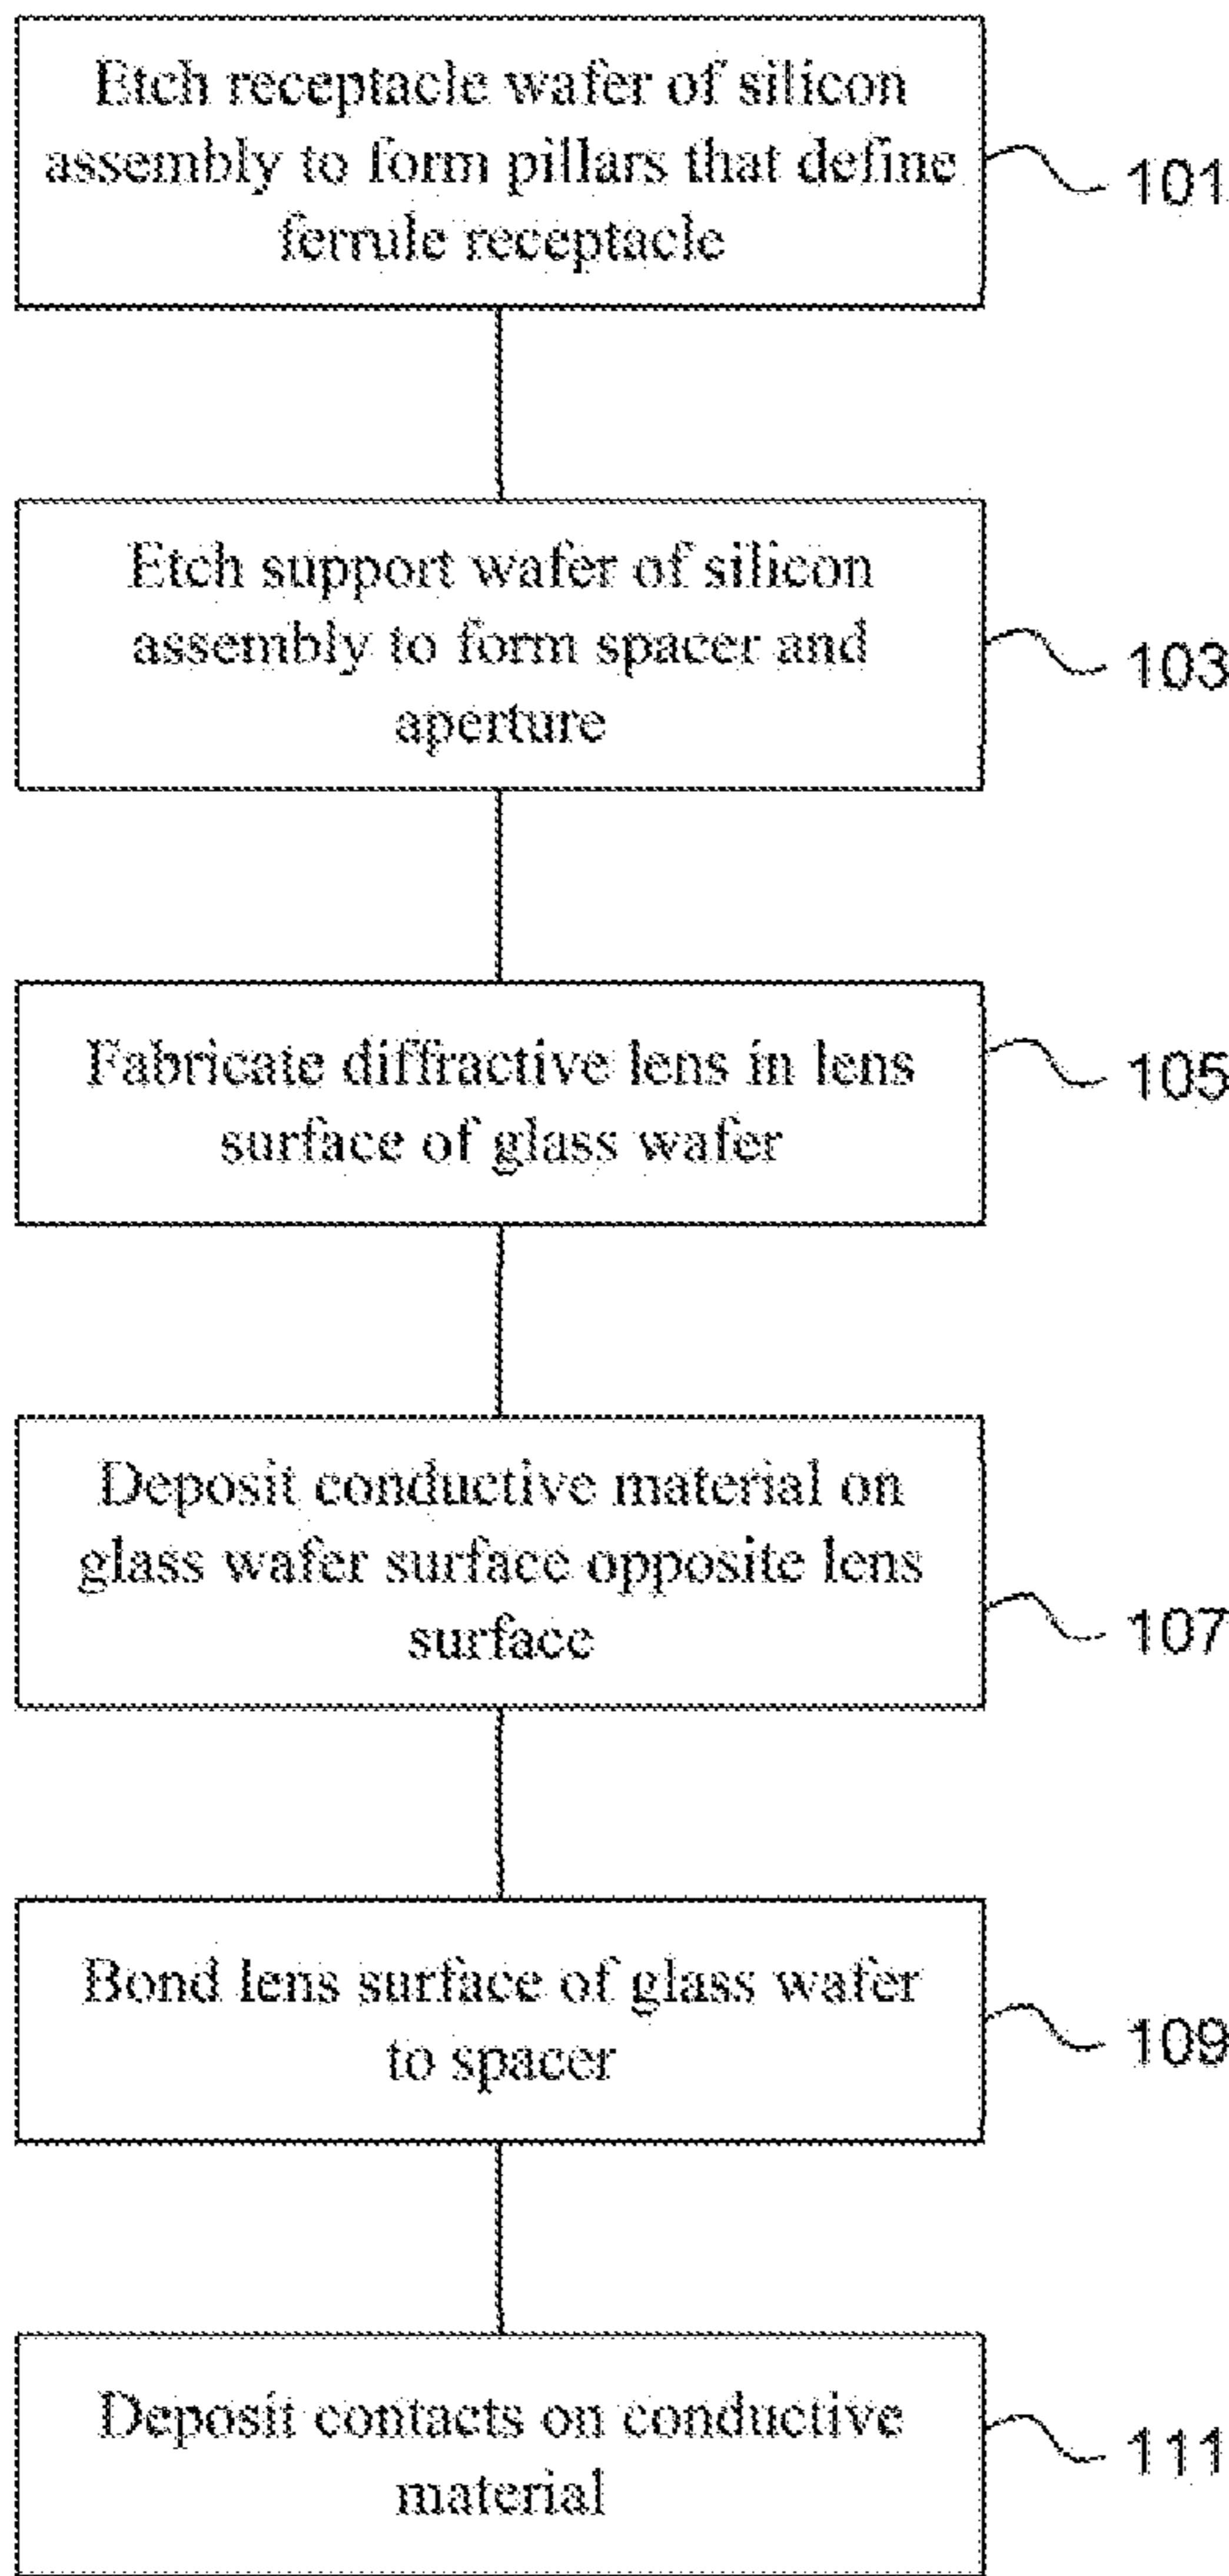 Etch receptacle wafer of silicon
assembly to form pillars that define
ferrule receptacle
101
Etch support wafer of silicon
assembly to form spacer and
aperture
103
Fabricate diffractive lens in lens
surface of glass wafer
105
Deposit conductive material on
glass wafer surface opposite lens
surface
107
Bond lens surface of glass wafer
to spacer
109
Deposit contacts on conductive
material
111